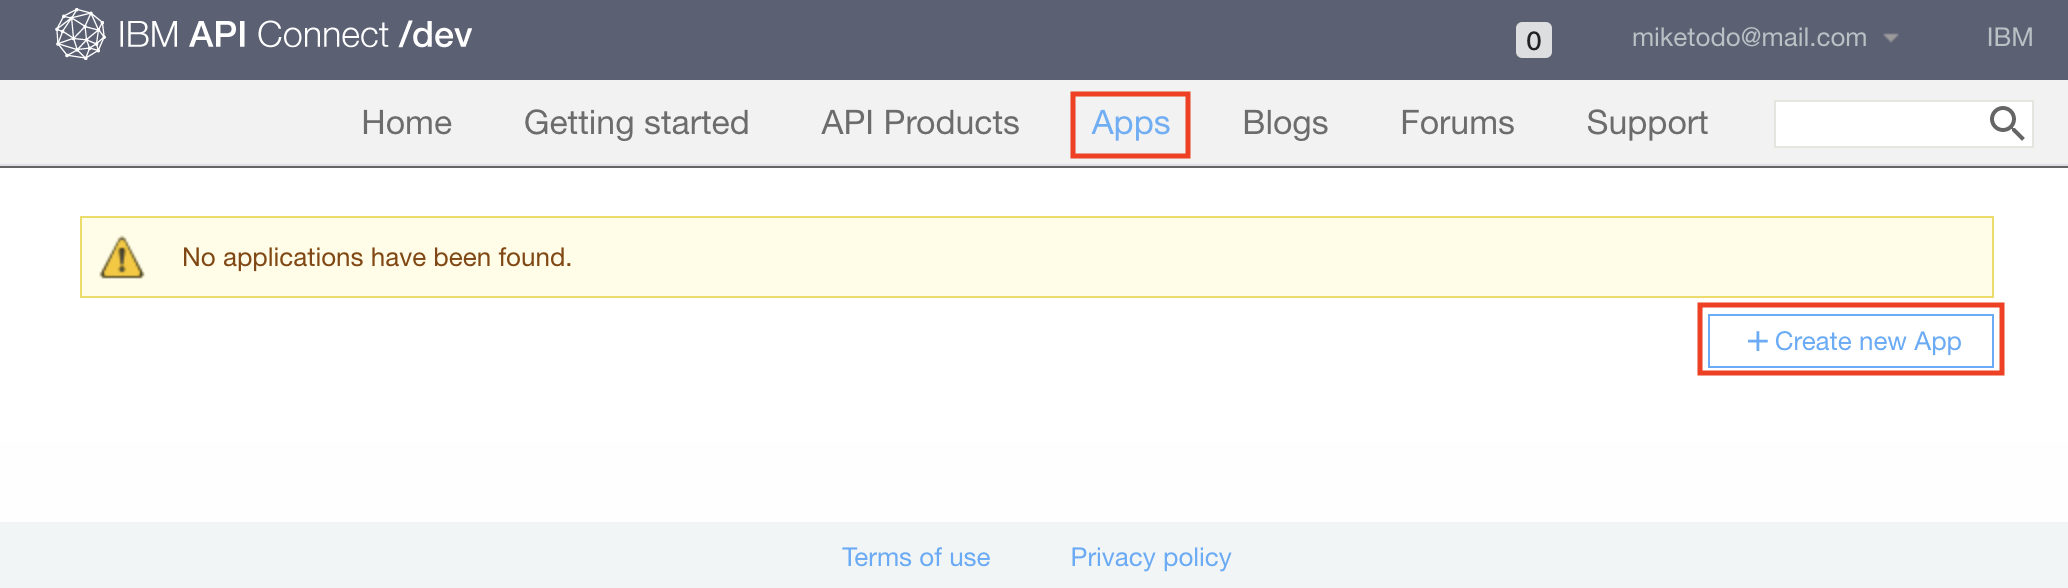 IBM API Connect /dev
0
miketodo@mail.com
IBM
Home Getting started API Products Apps Blogs Forums Support
No applications have been found.
+ Create new App
Terms of use Privacy policy